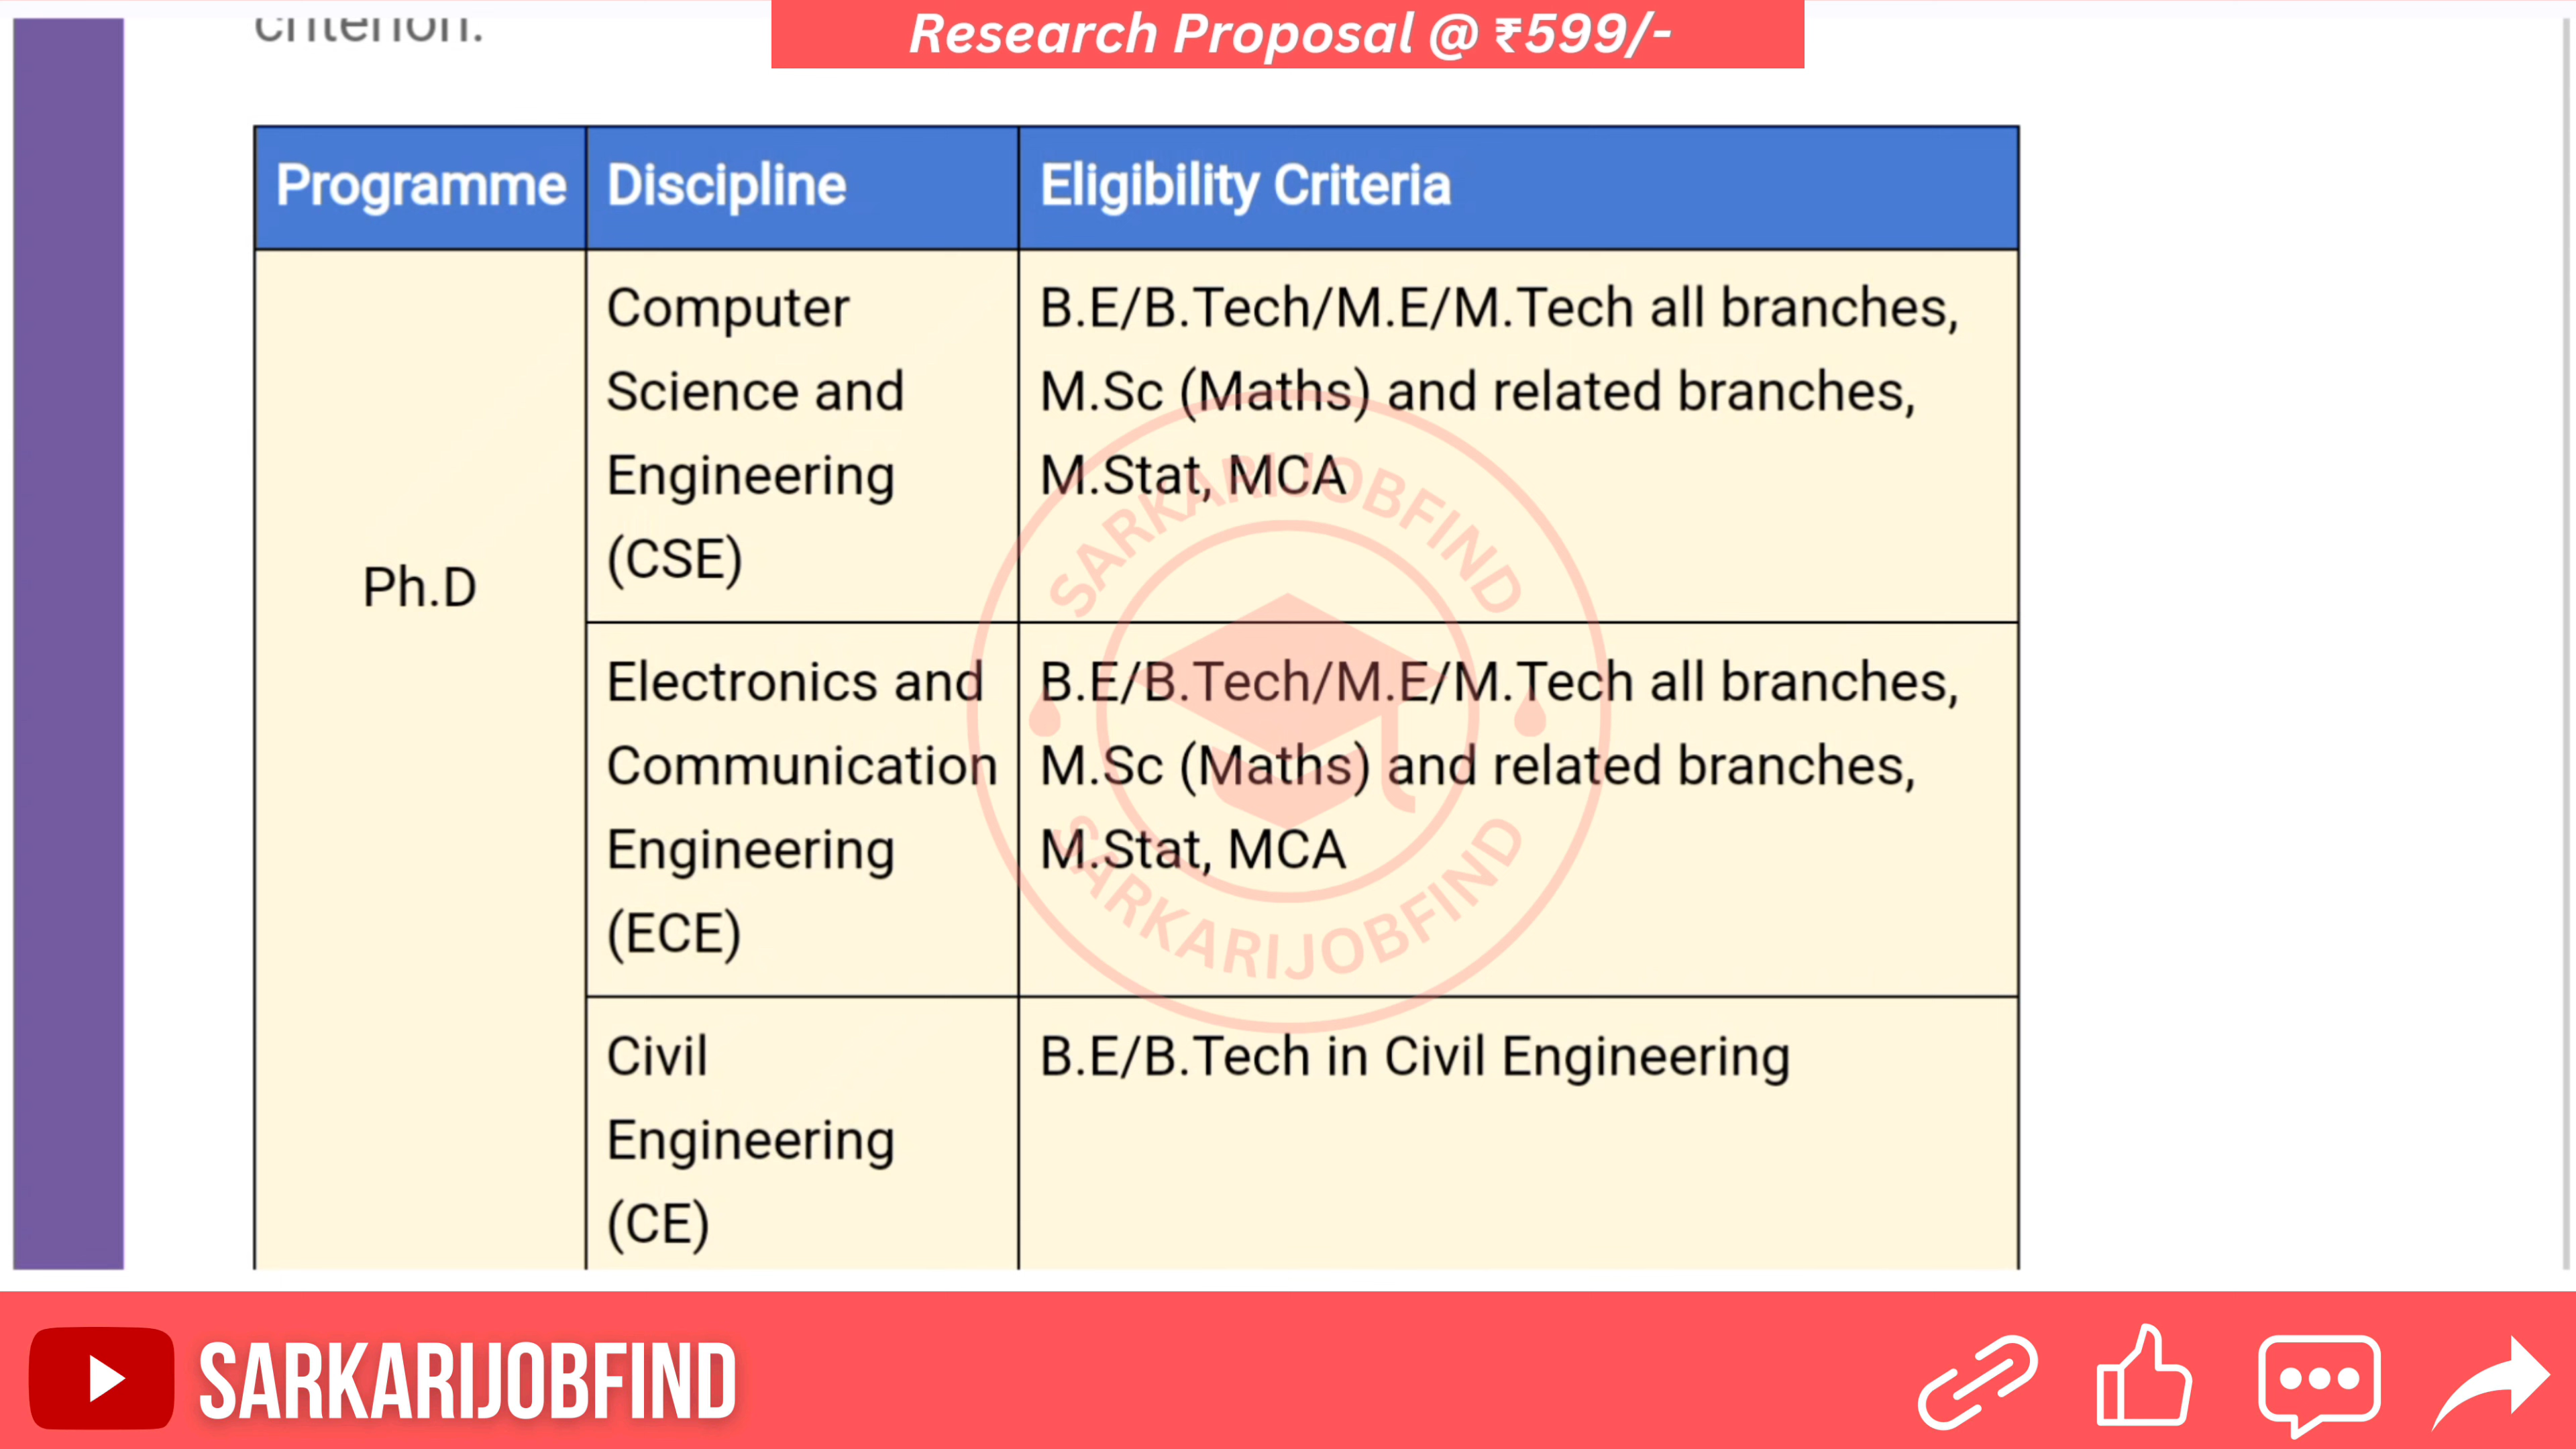 criterion.
Research Proposal @ ₹599/-
Programme
Discipline
Eligibility Criteria
Ph.D
Computer
Science and
Engineering
(CSE)
B.E/B.Tech/M.E/M.Tech all branches,
M.Sc (Maths) and related branches,
M.Stat, MCA
Electronics and
Communication
Engineering
(ECE)
B.E/B.Tech/M.E/M.Tech all branches,
M.Sc (Maths) and related branches,
M.Stat, MCA
Civil
Engineering
(CE)
B.E/B.Tech in Civil Engineering
SARKARIJOBFIND
SARKARIJOBFIND
SARKARIJOBFIND